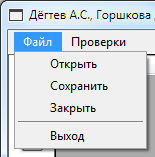 Дёгтев А.С., Горшкова
Файл Проверки
Открыть
Сохранить
Закрыть
Выход